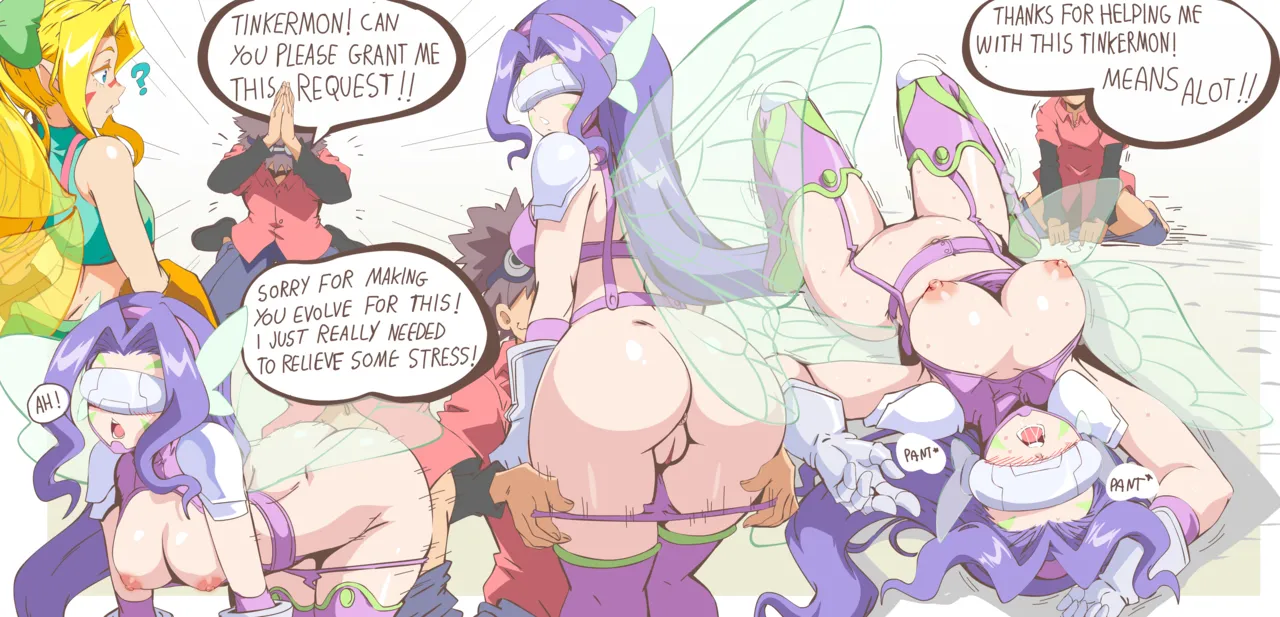 TINKERMON! CAN
YOU PLEASE GRANT ME
THIS REQUEST!!
THANKS FOR HELPING ME
WITH THIS TINKERMON!
MEANS ALOT!!
SORRY FOR MAKING
YOU EVOLVE FOR THIS!
I JUST REALLY NEEDED
TO RELIEVE SOME STRESS!
AH!
PANT*
PANT*
?